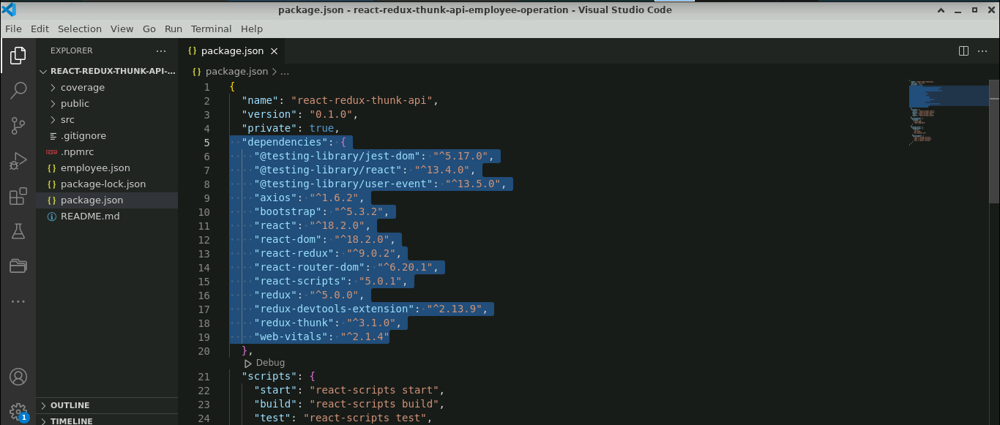 package.json - react-redux-thunk-api-employee-operation - Visual Studio Code
File Edit Selection View Go Run Terminal Help
EXPLORER
REACT-REDUX-THUNK-API-...
coverage
public
src
.gitignore
.npmrc
employee.json
package-lock.json
package.json
README.md
OUTLINE
TIMELINE
1
{} package.json
{} package.json > ...
1 {
2 "name": "react-redux-thunk-api",
3 "version": "0.1.0",
4 "private": true,
5 "dependencies": {
6 "@testing-library/jest-dom": "^5.17.0",
7 "@testing-library/react": "^13.4.0",
8 "@testing-library/user-event": "^13.5.0",
9 "axios": "^1.6.2",
10 "bootstrap": "^5.3.2",
11 "react": "^18.2.0",
12 "react-dom": "^18.2.0",
13 "react-redux": "^9.0.2",
14 "react-router-dom": "^6.20.1",
15 "react-scripts": "5.0.1",
16 "redux": "^5.0.0",
17 "redux-devtools-extension": "^2.13.9",
18 "redux-thunk": "^3.1.0",
19 "web-vitals": "^2.1.4"
20 },
Debug
21 "scripts": {
22 "start": "react-scripts start",
23 "build": "react-scripts build",
24 "test": "react-scripts test",